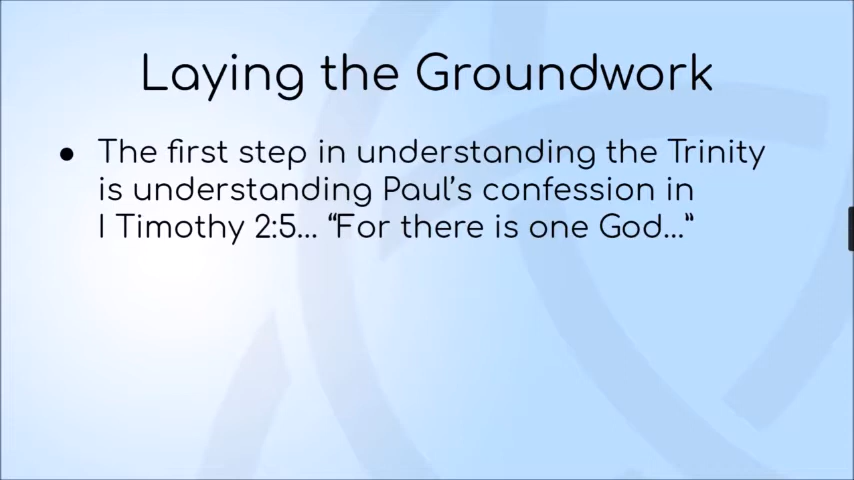 Laying the Groundwork
● The first step in understanding the Trinity
is understanding Paul's confession in
I Timothy 2:5... “For there is one God...”